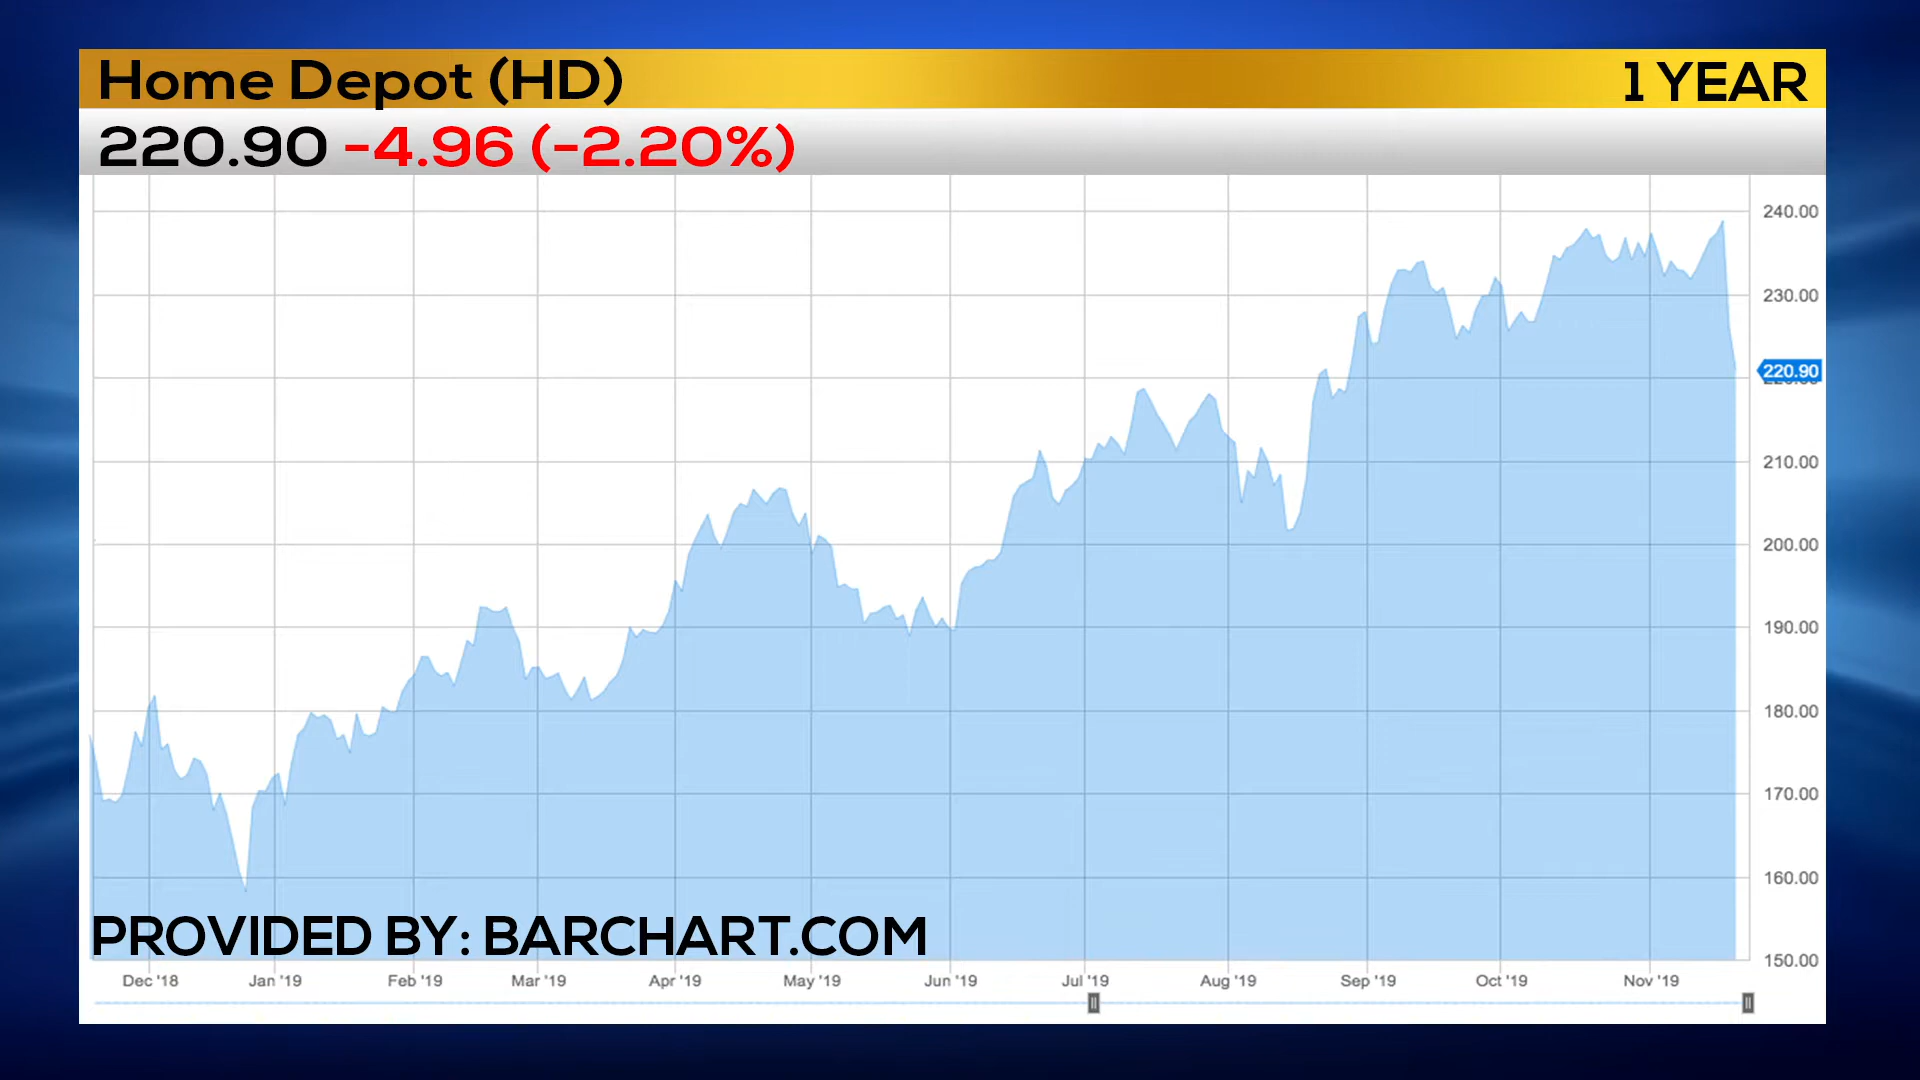 Home Depot (HD)
1 YEAR
220.90 -4.96 (-2.20%)
240.00
230.00
220.90
210.00
200.00
190.00
180.00
170.00
160.00
150.00
PROVIDED BY: BARCHART.COM
Dec '18 Jan '19 Feb '19 Mar '19 Apr '19 May '19 Jun '19 Jul '19 Aug '19 Sep '19 Oct '19 Nov '19